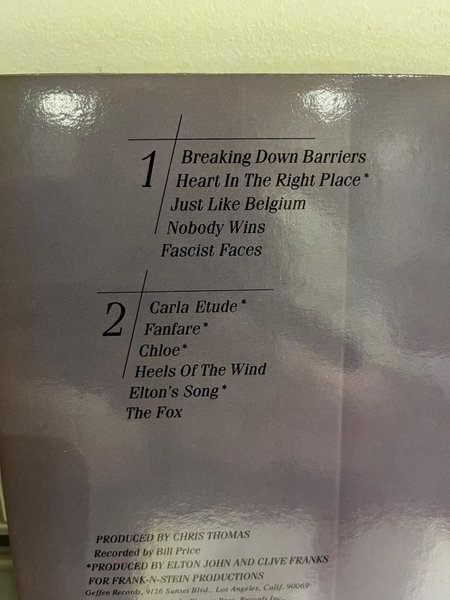 1
Breaking Down Barriers
Heart In The Right Place*
Just Like Belgium
Nobody Wins
Fascist Faces
2
Carla Etude*
Fanfare*
Chloe*
Heels Of The Wind
Elton's Song*
The Fox
PRODUCED BY CHRIS THOMAS
Recorded by Bill Price
*PRODUCED BY ELTON JOHN AND CLIVE FRANKS
FOR FRANK-N-STEIN PRODUCTIONS
Geffen Records, 9126 Sunset Blvd., Los Angeles, Calif. 90069
Records Inc.,